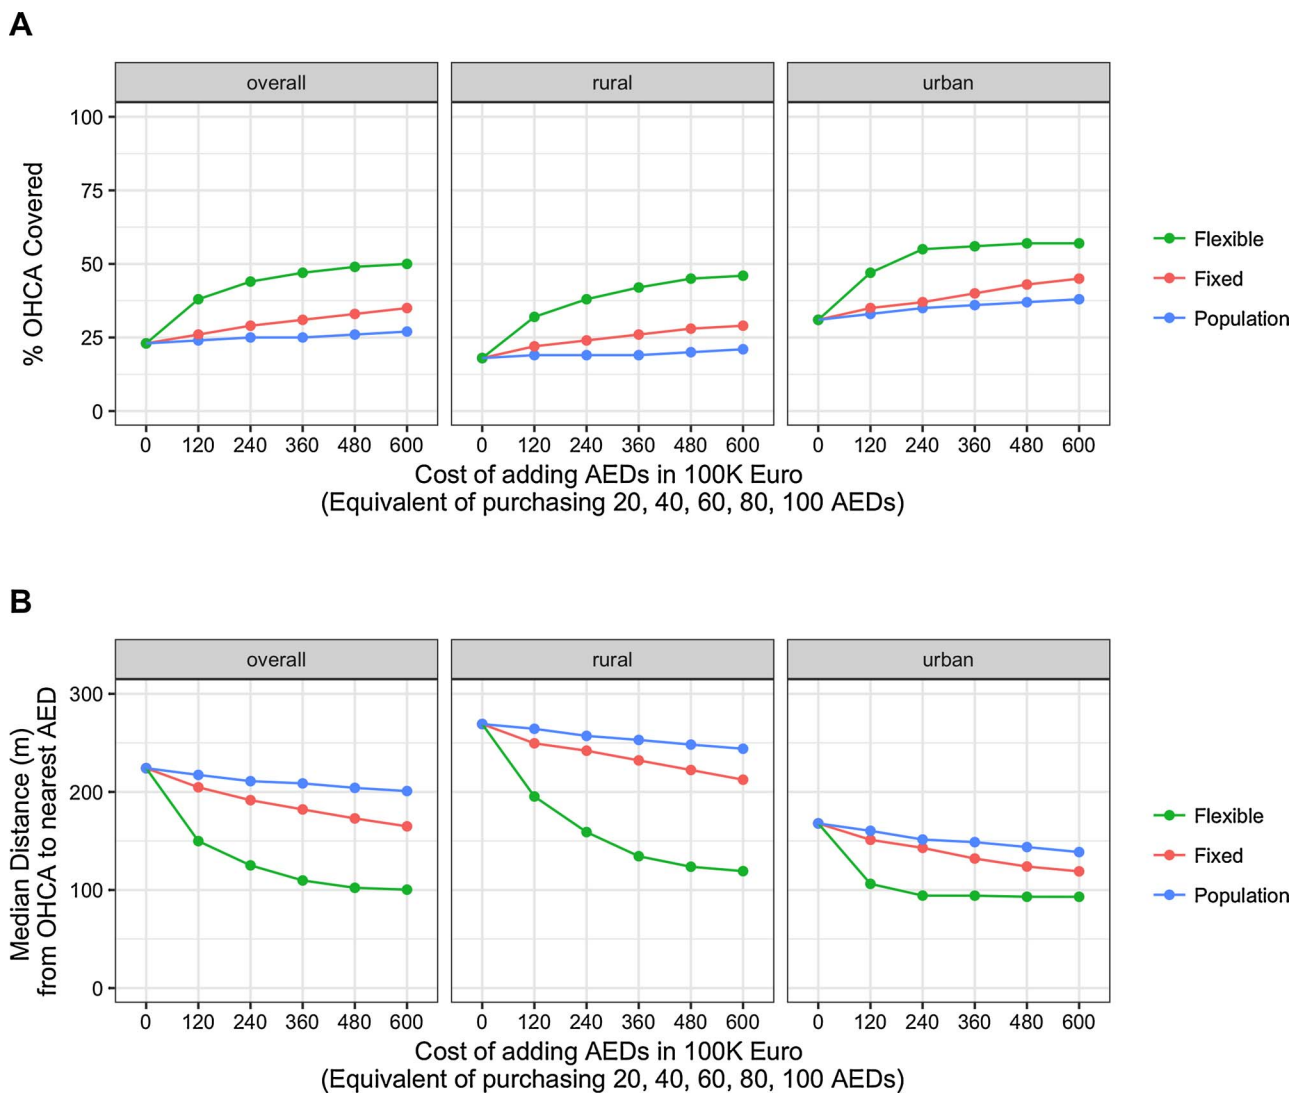 A
overall rural urban
100
75
50
25
0
% OHCA Covered
0 120 240 360 480 600 0 120 240 360 480 600 0 120 240 360 480 600
Cost of adding AEDs in 100K Euro
(Equivalent of purchasing 20, 40, 60, 80, 100 AEDs)
Flexible
Fixed
Population
B
overall rural urban
300
200
100
0
Median Distance (m)
from OHCA to nearest AED
0 120 240 360 480 600 0 120 240 360 480 600 0 120 240 360 480 600
Cost of adding AEDs in 100K Euro
(Equivalent of purchasing 20, 40, 60, 80, 100 AEDs)
Flexible
Fixed
Population